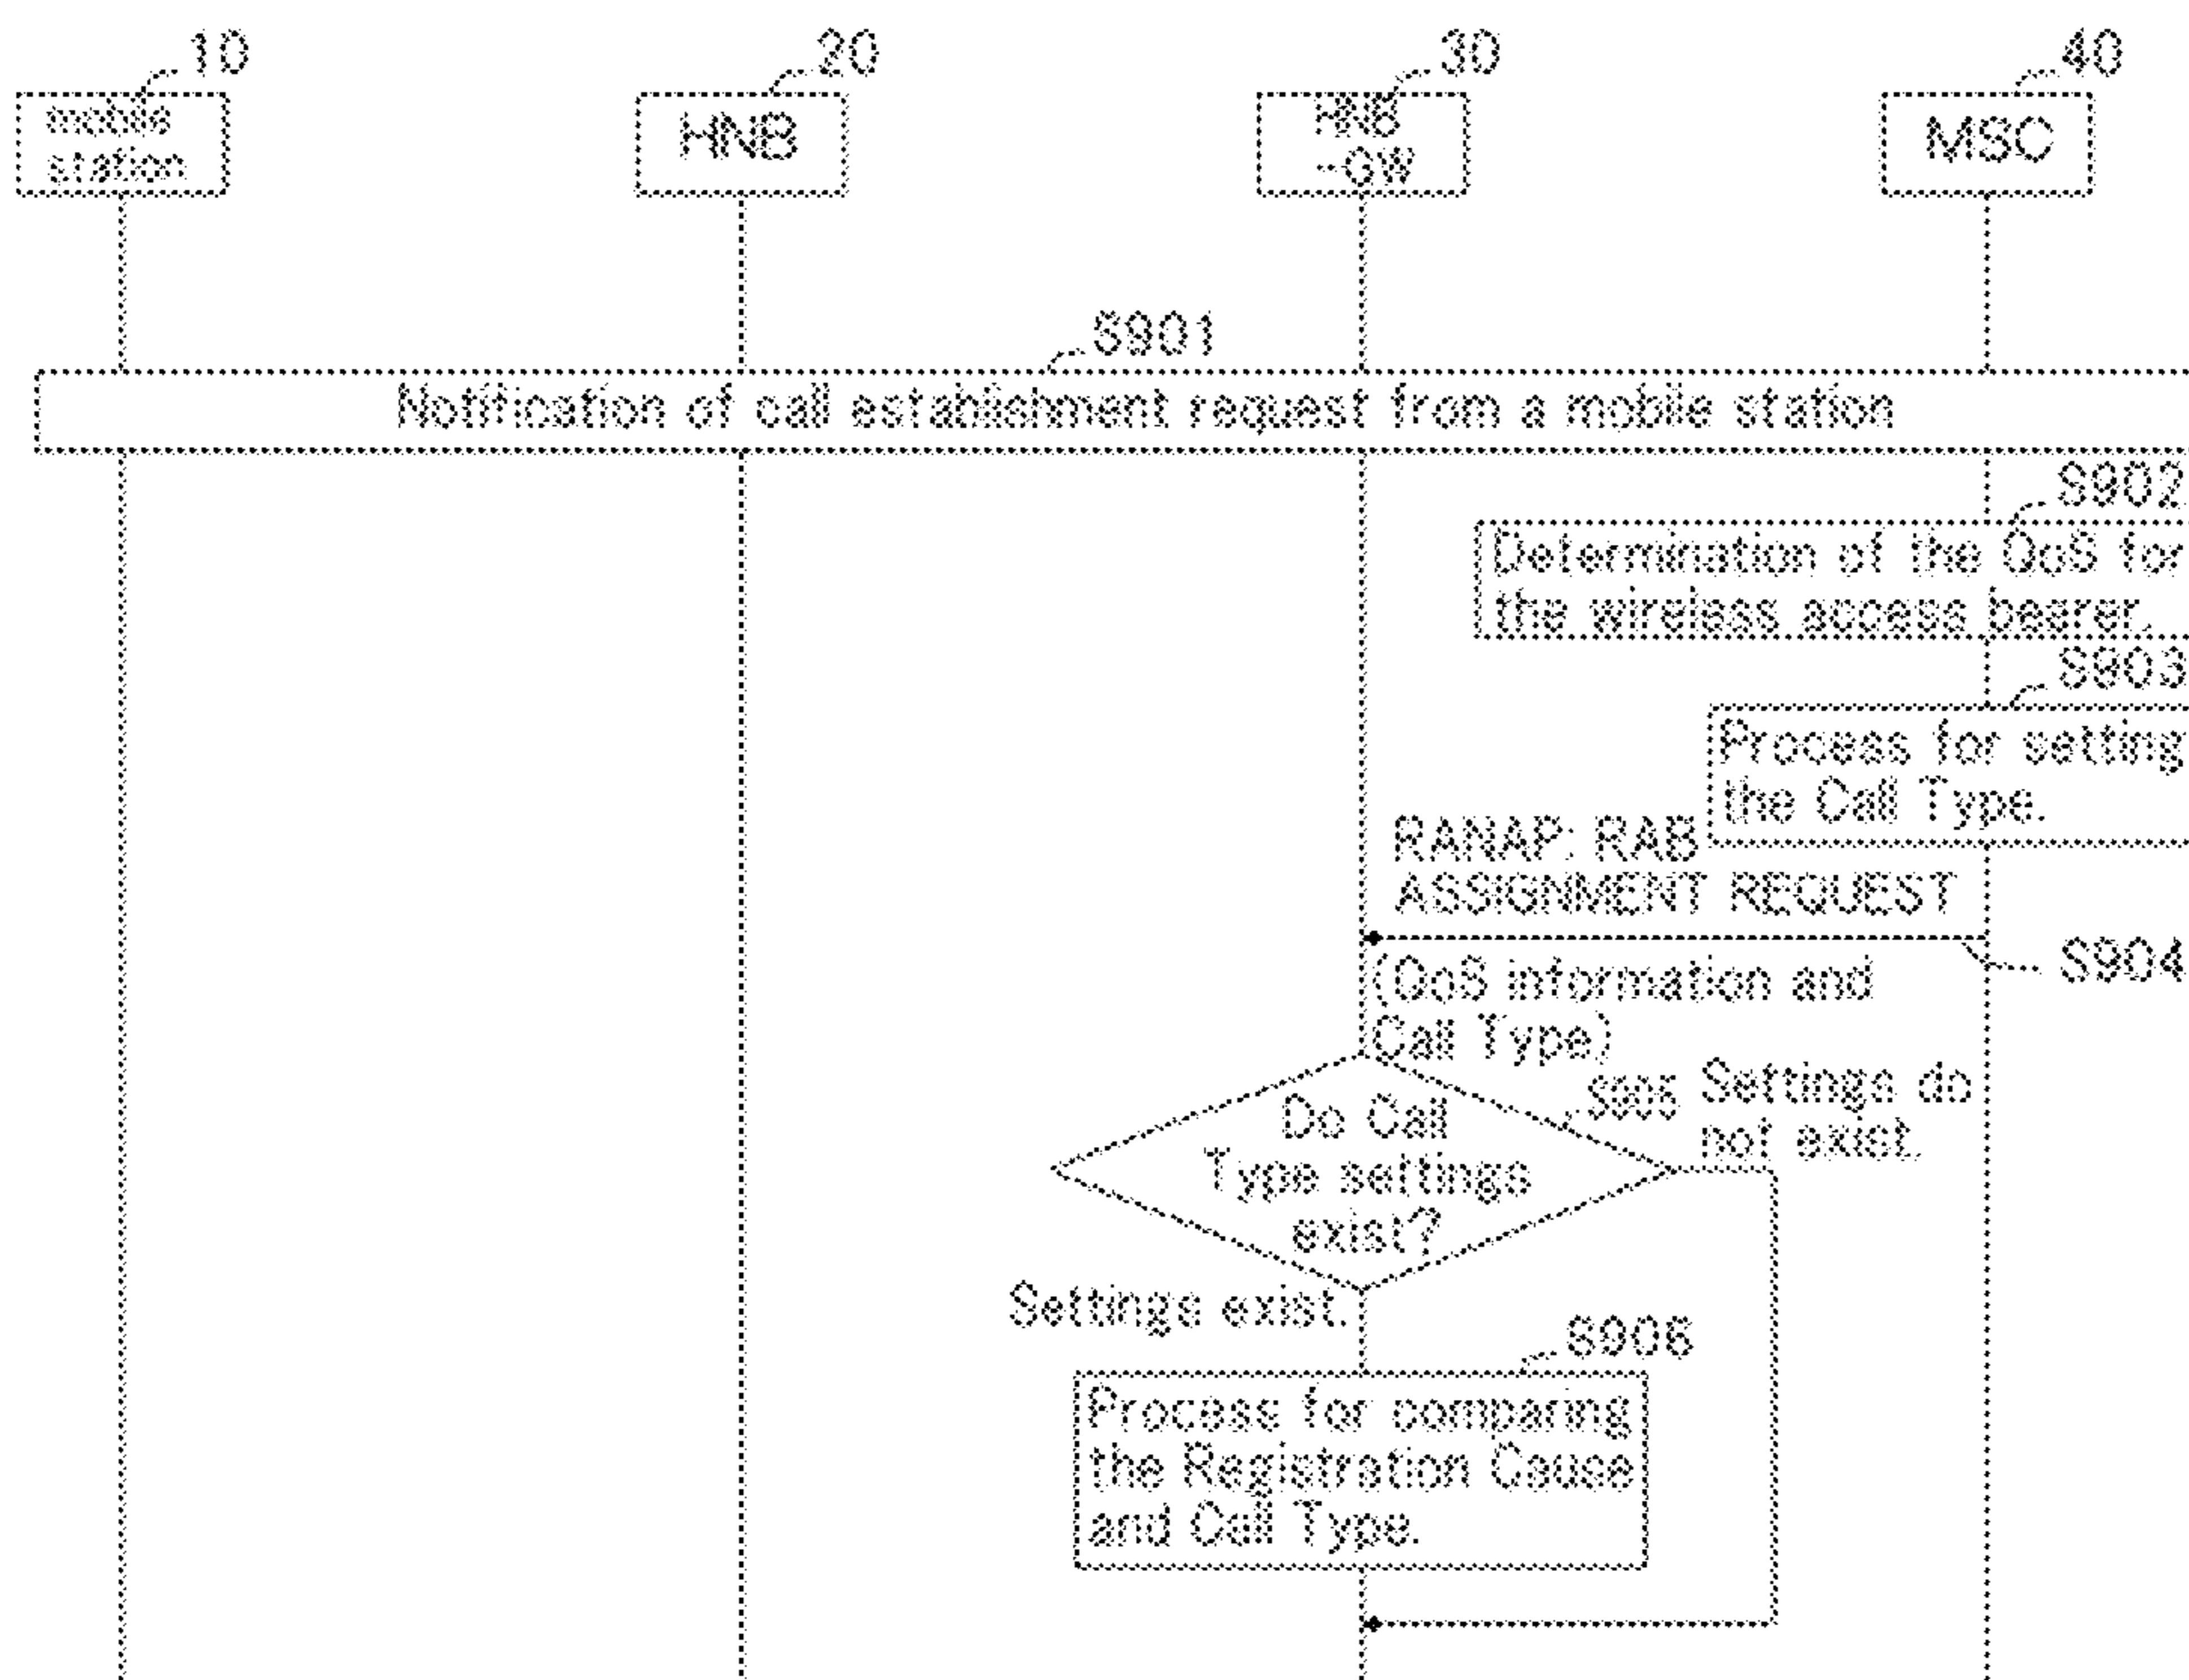 10
20
30
40
mobile
station
HNB
HNB
-GW
MSC
S901
Notification of call establishment request from a mobile station
S902
Determination of the QoS for
the wireless access bearer.
S903
Process for setting
the Call Type.
RANAP: RAB
ASSIGNMENT REQUEST
S904
(QoS information and
Call Type)
S905
Settings do
not exist.
Do Call
Type settings
exist?
Settings exist.
S906
Process for comparing
the Registration Cause
and Call Type.